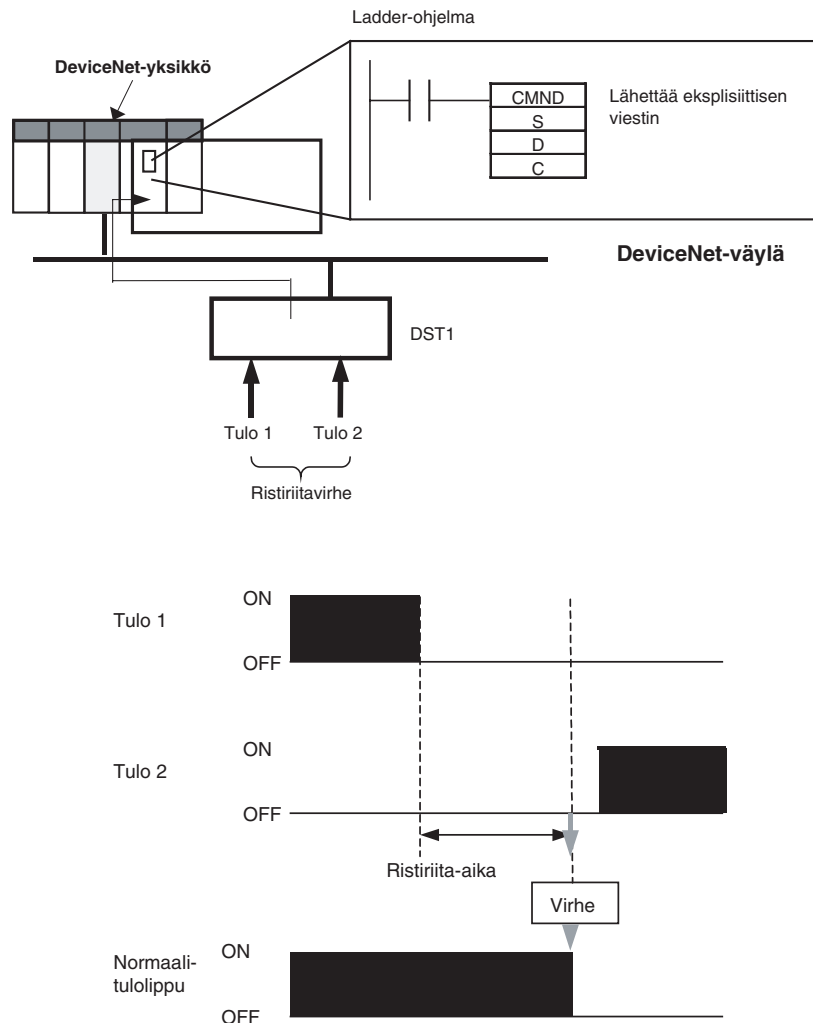 Ladder-ohjelma
DeviceNet-yksikkö
CMND
S
D
C
Lähettää eksplisiittisen
viestin
DeviceNet-väylä
DST1
Tulo 1
Tulo 2
Ristiriitavirhe
Tulo 1
ON
OFF
Tulo 2
ON
OFF
Ristiriita-aika
Virhe
Normaali-
tulolippu
ON
OFF